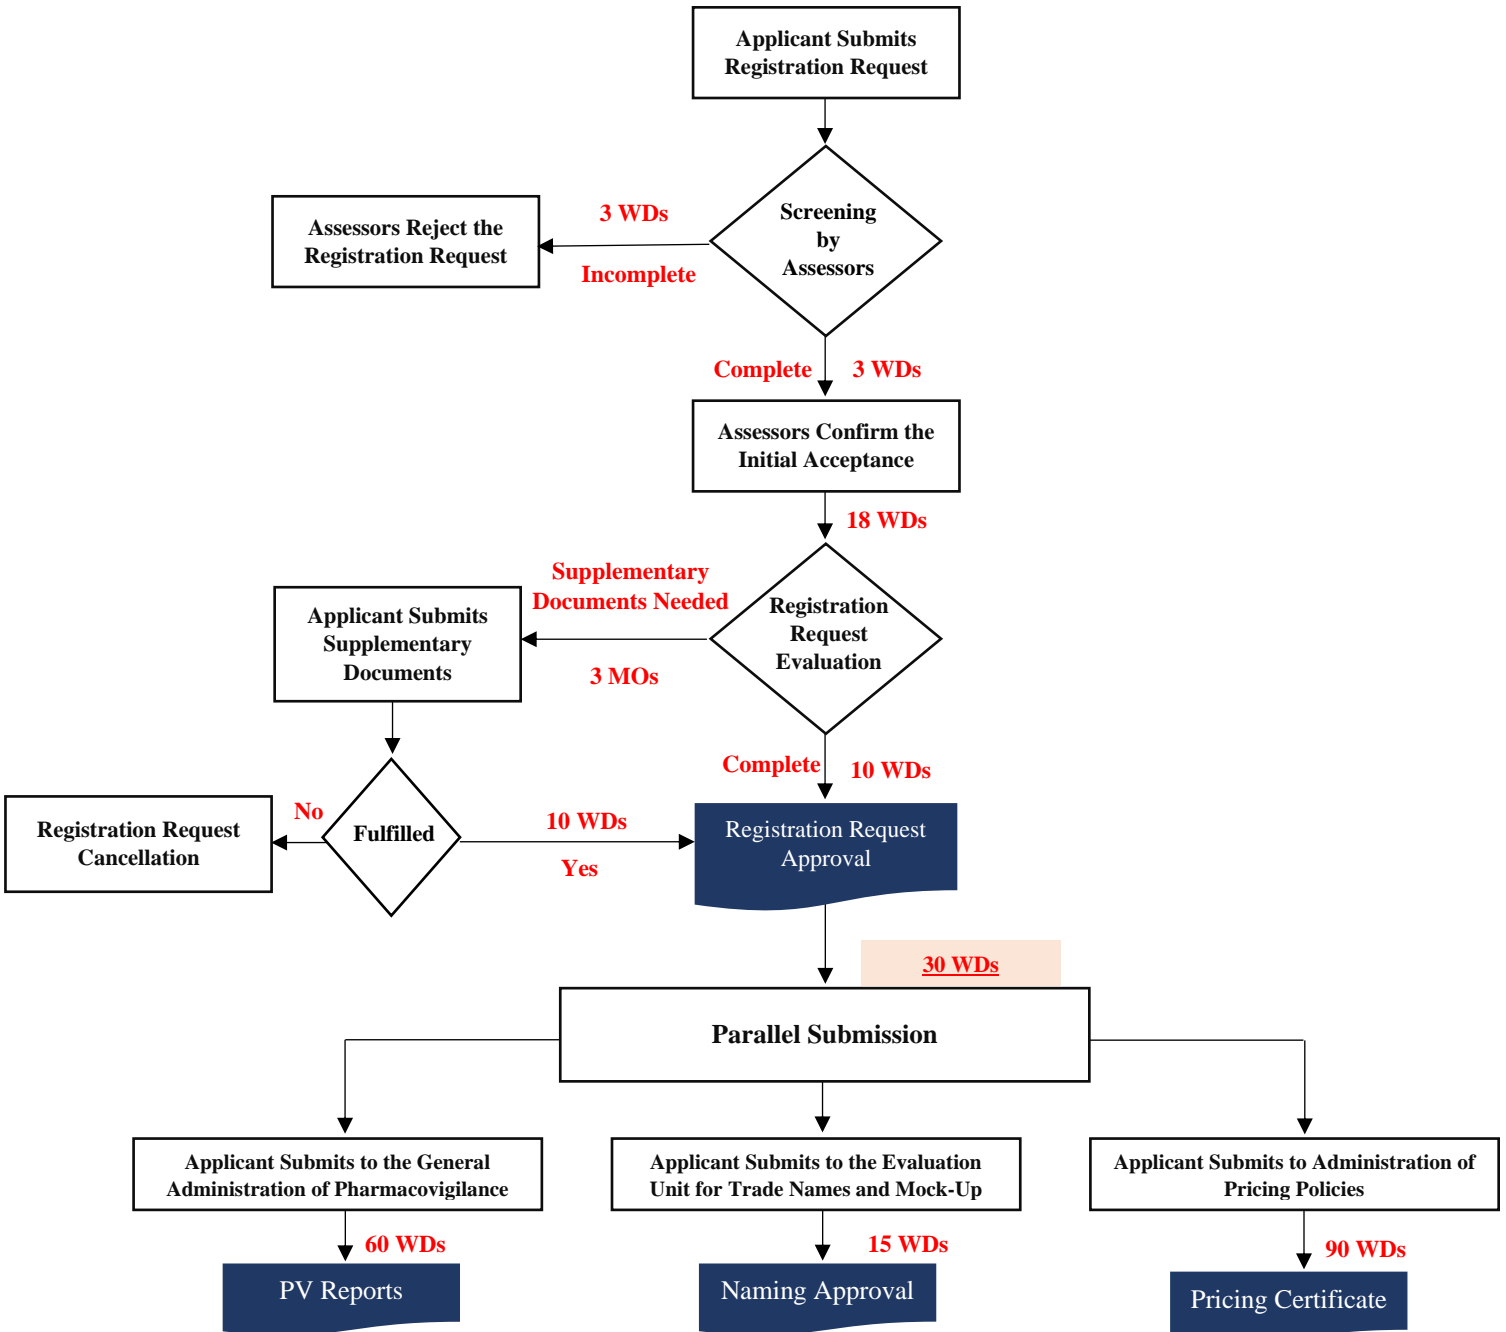 Applicant Submits
Registration Request
Screening
by
Assessors
3 WDs
Incomplete
Assessors Reject the
Registration Request
Complete
3 WDs
Assessors Confirm the
Initial Acceptance
18 WDs
Registration
Request
Evaluation
Supplementary
Documents Needed
3 MOs
Applicant Submits
Supplementary
Documents
Complete
10 WDs
Fulfilled
No
Registration Request
Cancellation
10 WDs
Yes
Registration Request
Approval
30 WDs
Parallel Submission
Applicant Submits to the General
Administration of Pharmacovigilance
Applicant Submits to the Evaluation
Unit for Trade Names and Mock-Up
Applicant Submits to Administration of
Pricing Policies
60 WDs
15 WDs
90 WDs
PV Reports
Naming Approval
Pricing Certificate